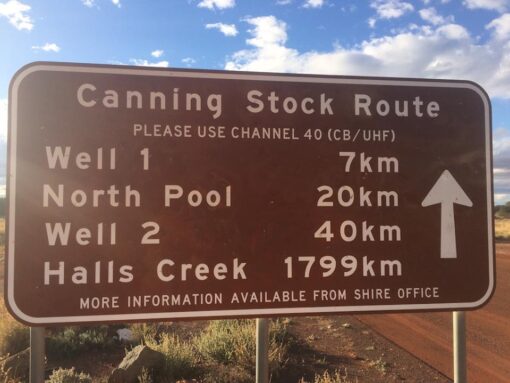 Canning Stock Route
PLEASE USE CHANNEL 40 (CB/UHF)
Well 1 7km
North Pool 20km
Well 2 40km
Halls Creek 1799km
MORE INFORMATION AVAILABLE FROM SHIRE OFFICE